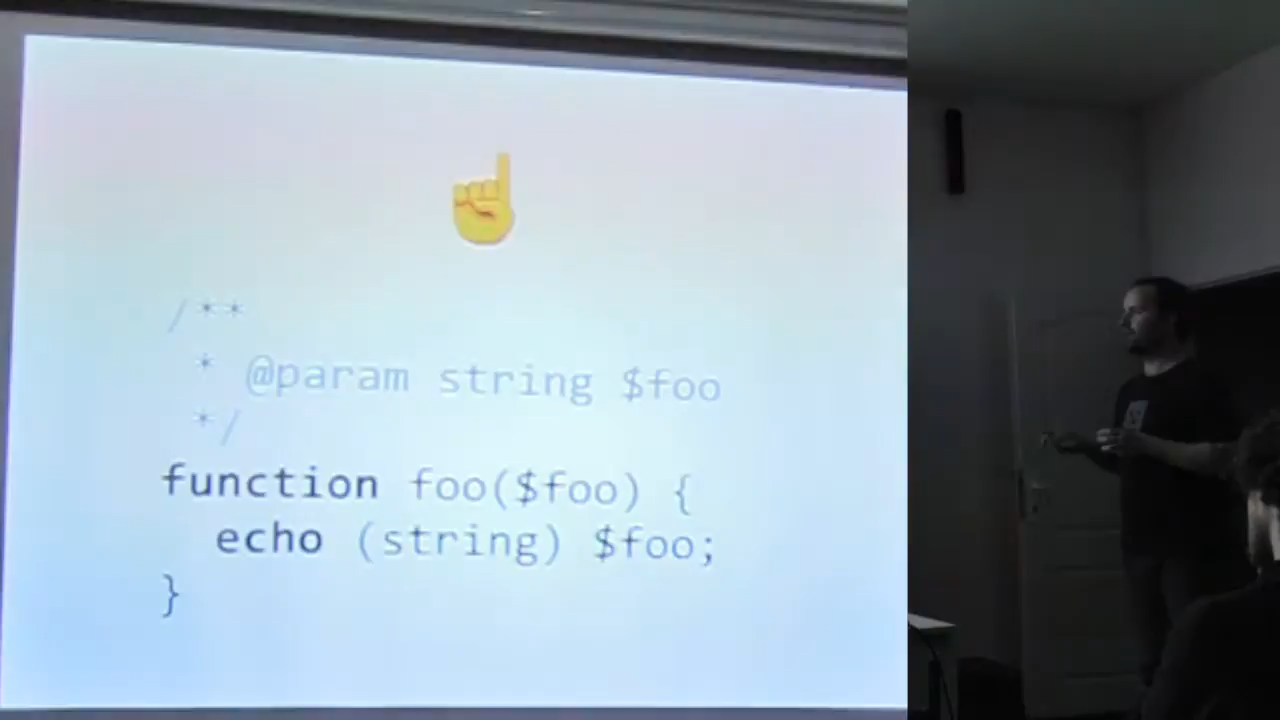 /**
 * @param string $foo
 */
function foo($foo) {
  echo (string) $foo;
}